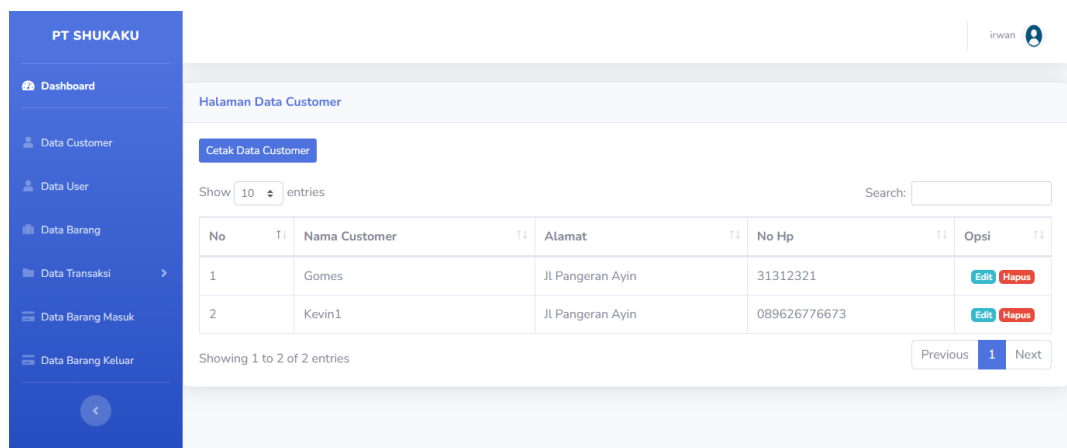 PT SHUKAKU
irwan
Dashboard
Halaman Data Customer
Data Customer
Cetak Data Customer
Data User
Show 10 entries
Search:
Data Barang
No Nama Customer Alamat No Hp Opsi
Data Transaksi
1 Gomes Jl Pangeran Ayin 31312321 Edit Hapus
Data Barang Masuk
2 Kevin1 Jl Pangeran Ayin 089626776673 Edit Hapus
Data Barang Keluar
Showing 1 to 2 of 2 entries
Previous 1 Next